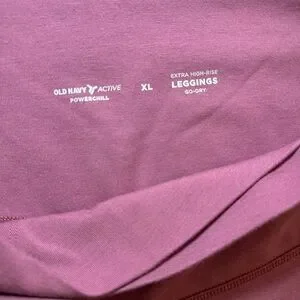 OLD NAVY ACTIVE
POWERCHILL
XL
EXTRA HIGH-RISE
LEGGINGS
GO-DRY